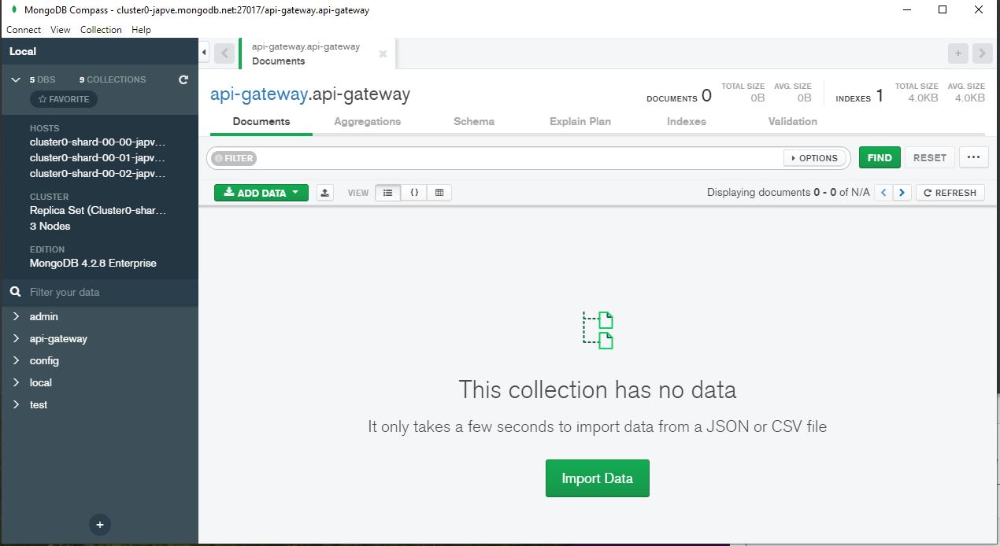 MongoDB Compass - cluster0-japve.mongodb.net:27017/api-gateway.api-gateway
Connect View Collection Help
Local
5 DBS 9 COLLECTIONS
FAVORITE
HOSTS
cluster0-shard-00-00-japv...
cluster0-shard-00-01-japv...
cluster0-shard-00-02-japv...
CLUSTER
Replica Set (Cluster0-shar...
3 Nodes
EDITION
MongoDB 4.2.8 Enterprise
Filter your data
admin
api-gateway
config
local
test
api-gateway.api-gateway
Documents
api-gateway.api-gateway
DOCUMENTS 0
TOTAL SIZE
0B
AVG. SIZE
0B
INDEXES 1
TOTAL SIZE
4.0KB
AVG. SIZE
4.0KB
Documents Aggregations Schema Explain Plan Indexes Validation
FILTER OPTIONS FIND RESET ...
ADD DATA VIEW {} Displaying documents 0 - 0 of N/A REFRESH
This collection has no data
It only takes a few seconds to import data from a JSON or CSV file
Import Data